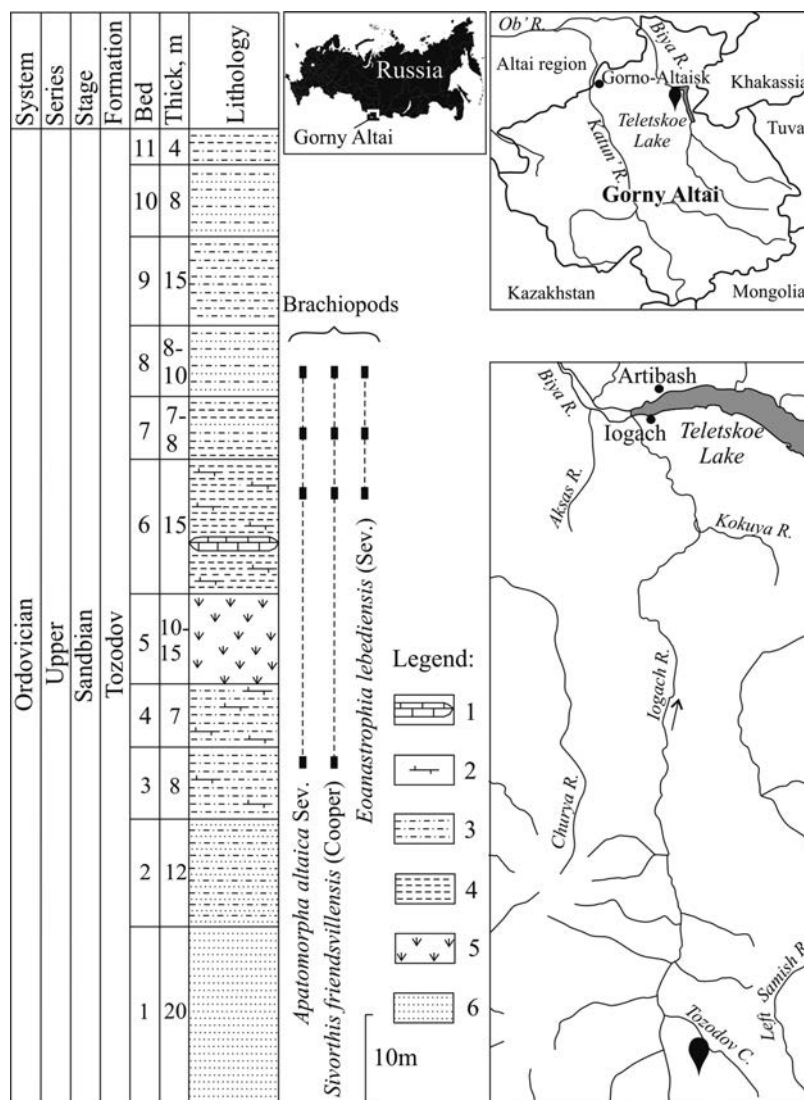 System
Series
Stage
Formation
Bed
Thick, m
Lithology
Ordovician
Upper
Sandbian
Tozodov
11 4
10 8
9 15
8 8-
10
7 7-
8
6 15
5 10-
15
4 7
3 8
2 12
1 20
Brachiopods
Apatomorpha altaica Sev.
Sivorthis friendsvillensis (Cooper)
Eoanastrophia lebediensis (Sev.)
Legend:
1
2
3
4
5
6
10m
Russia
Gorny Altai
Ob' R.
Biya R.
Altai region
Gorno-Altaisk
Khakassia
Teletskoe
Lake
Tuva
Katun' R.
Gorny Altai
Kazakhstan
Mongolia
Biya R.
Artibash
Iogach
Teletskoe
Lake
Aksas R.
Kokuya R.
Iogach R.
Churya R.
Left Samish R.
Tozodov C.